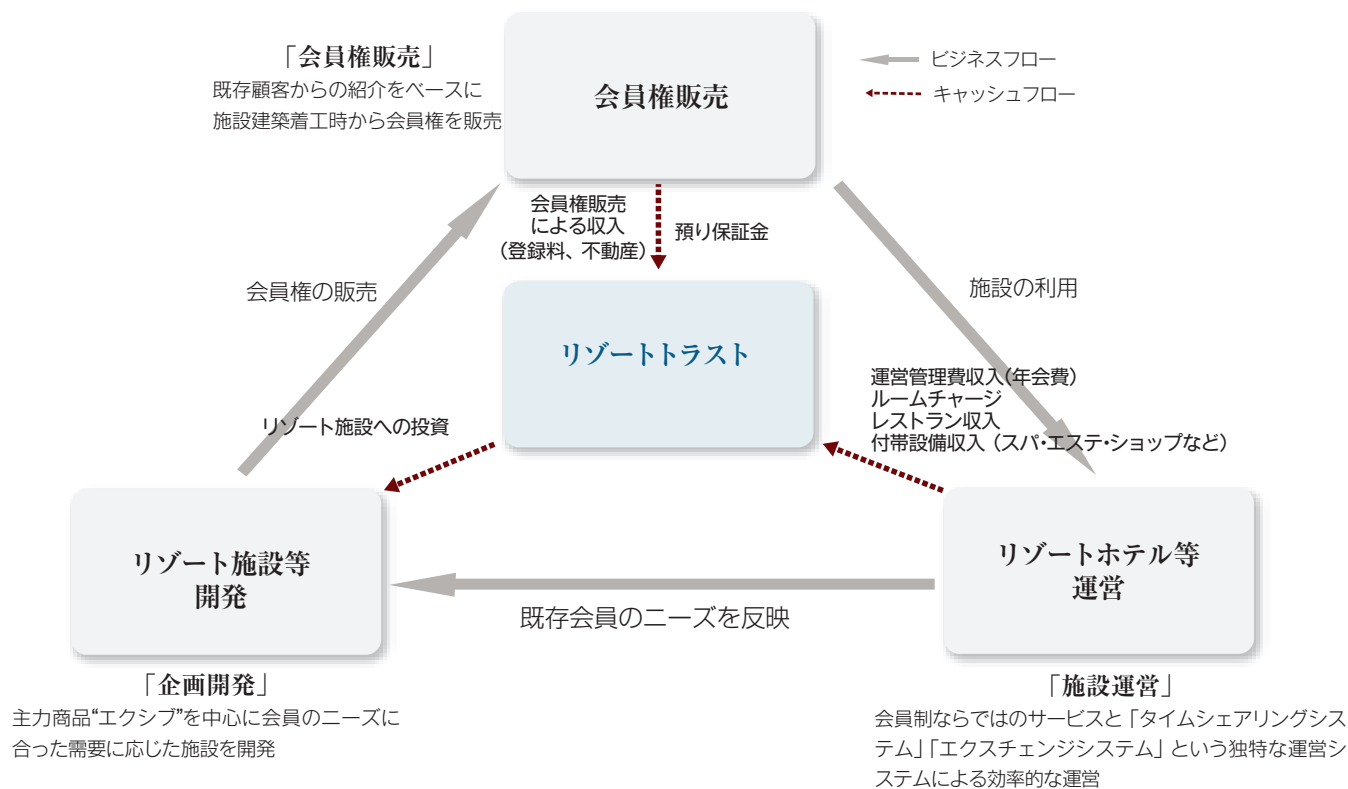 「会員権販売」
既存顧客からの紹介をベースに
施設建築着工時から会員権を販売
会員権販売
ビジネスフロー
キャッシュフロー
会員権販売
による収入
（登録料、不動産）
預り保証金
会員権の販売
施設の利用
リゾートトラスト
運営管理費収入（年会費）
ルームチャージ
レストラン収入
付帯設備収入（スパ・エステ・ショップなど）
リゾート施設への投資
リゾート施設等
開発
リゾートホテル等
運営
既存会員のニーズを反映
「企画開発」
主力商品“エクシブ”を中心に会員のニーズに
合った需要に応じた施設を開発
「施設運営」
会員制ならではのサービスと「タイムシェアリングシス
テム」「エクスチェンジシステム」という独特な運営シ
ステムによる効率的な運営